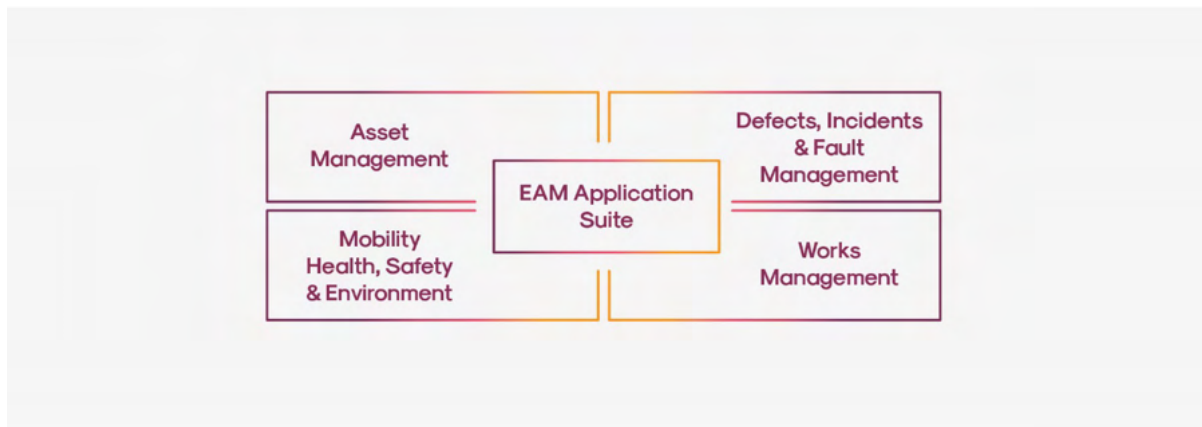 Asset
Management
Defects, Incidents
& Fault
Management
EAM Application
Suite
Mobility
Health, Safety
& Environment
Works
Management